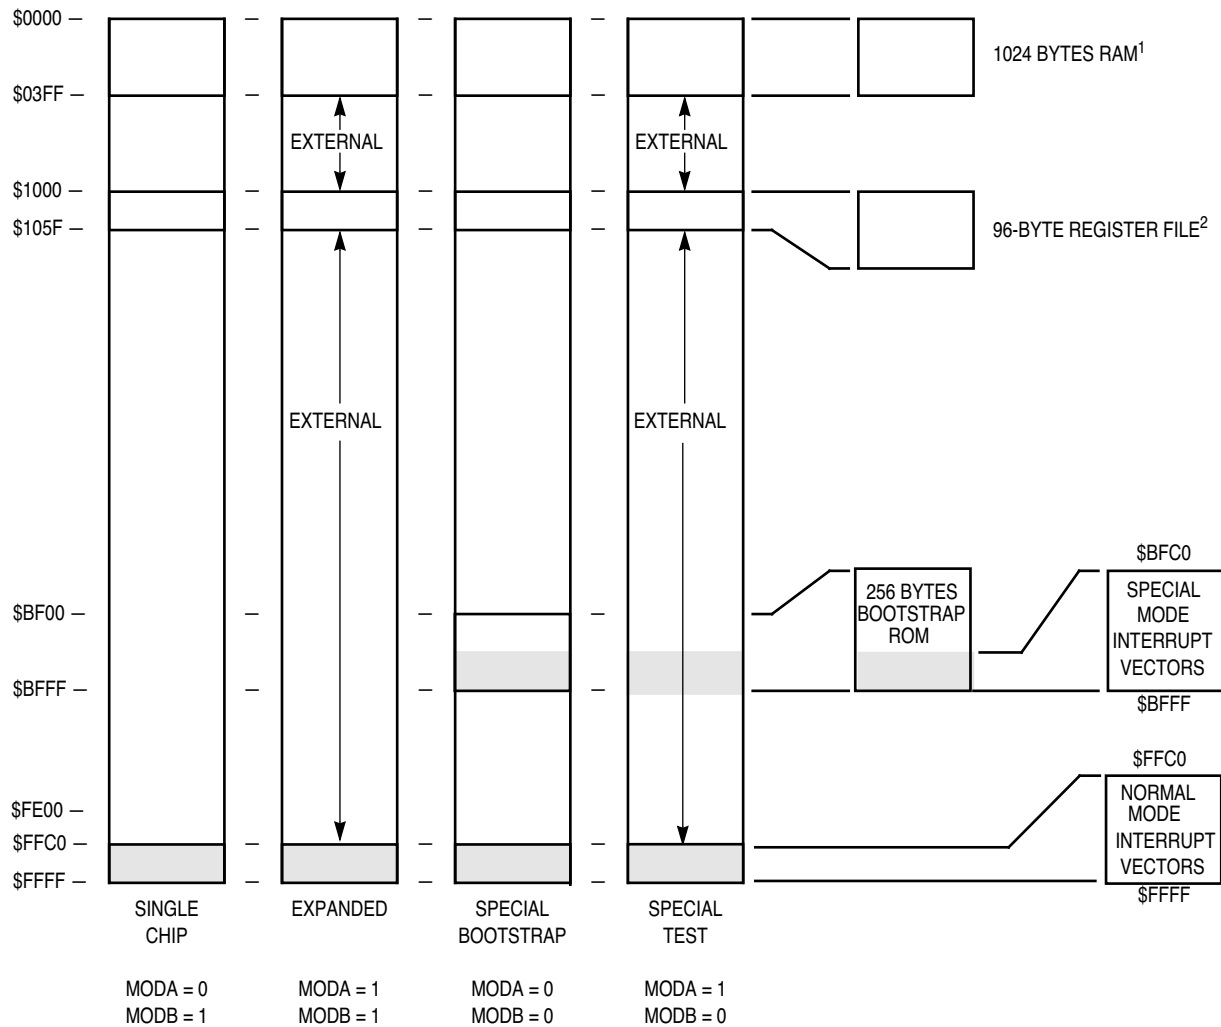 $0000
1024 BYTES RAM1
$03FF
EXTERNAL
EXTERNAL
$1000
$105F
96-BYTE REGISTER FILE2
EXTERNAL
EXTERNAL
$BFC0
$BF00
256 BYTES
BOOTSTRAP
ROM
SPECIAL
MODE
INTERRUPT
VECTORS
$BFFF
$BFFF
$FFC0
$FE00
NORMAL
MODE
INTERRUPT
VECTORS
$FFC0
$FFFF
$FFFF
SINGLE
CHIP
EXPANDED
SPECIAL
BOOTSTRAP
SPECIAL
TEST
MODA = 0
MODB = 1
MODA = 1
MODB = 1
MODA = 0
MODB = 0
MODA = 1
MODB = 0